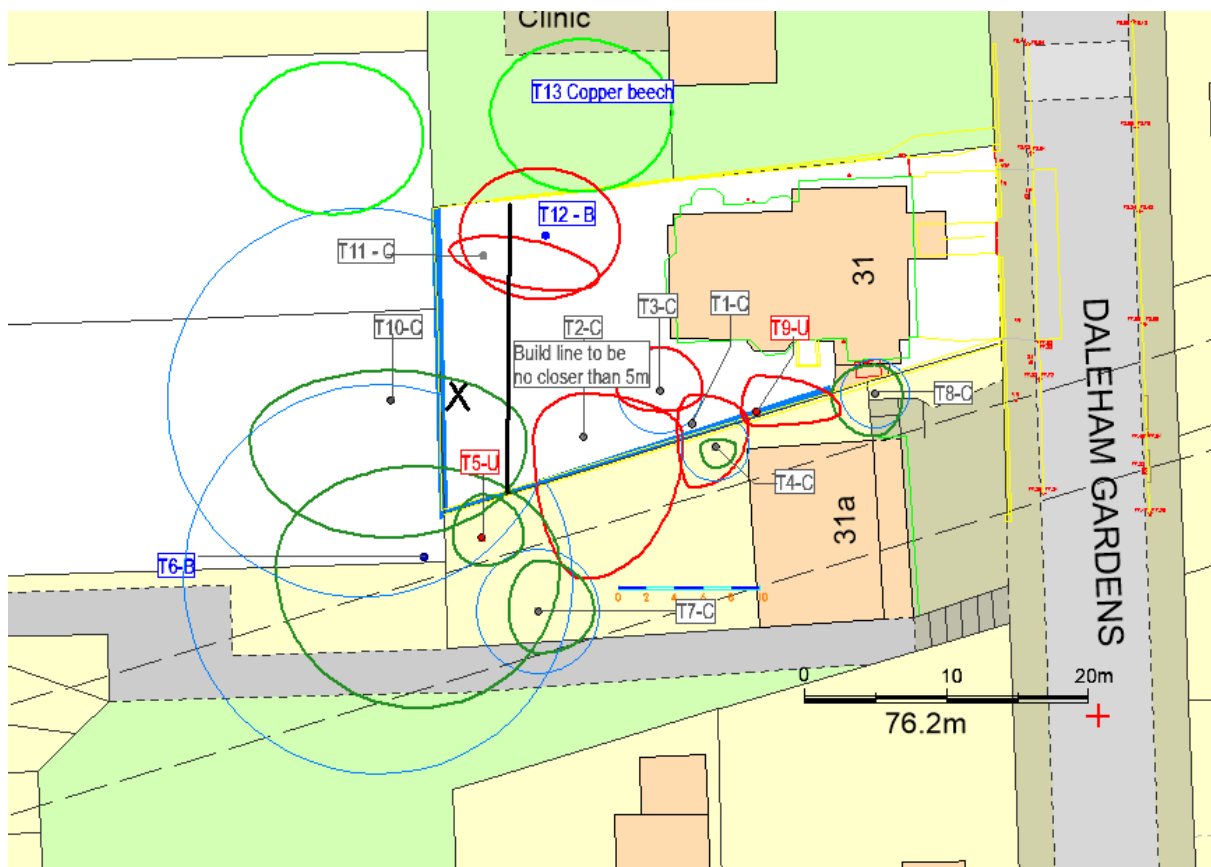 Clinic
T13 Copper beech
T12 - B
T11 - C
31
T3-C
T1-C
T10-C
T2-C
T9-U
Build line to be
no closer than 5m
X
T8-C
T5-U
T4-C
31a
DALEHAM GARDENS
T6-B
0 2 4 6 8 10
T7-C
0 10 20m
76.2m